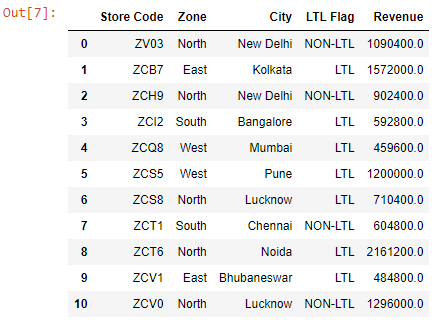 Out[7]:
Store Code Zone City LTL Flag Revenue
0 ZV03 North New Delhi NON-LTL 1090400.0
1 ZCB7 East Kolkata LTL 1572000.0
2 ZCH9 North New Delhi NON-LTL 902400.0
3 ZCI2 South Bangalore LTL 592800.0
4 ZCQ8 West Mumbai LTL 459600.0
5 ZCS5 West Pune LTL 1200000.0
6 ZCS8 North Lucknow LTL 710400.0
7 ZCT1 South Chennai NON-LTL 604800.0
8 ZCT6 North Noida LTL 2161200.0
9 ZCV1 East Bhubaneswar LTL 484800.0
10 ZCV0 North Lucknow NON-LTL 1296000.0